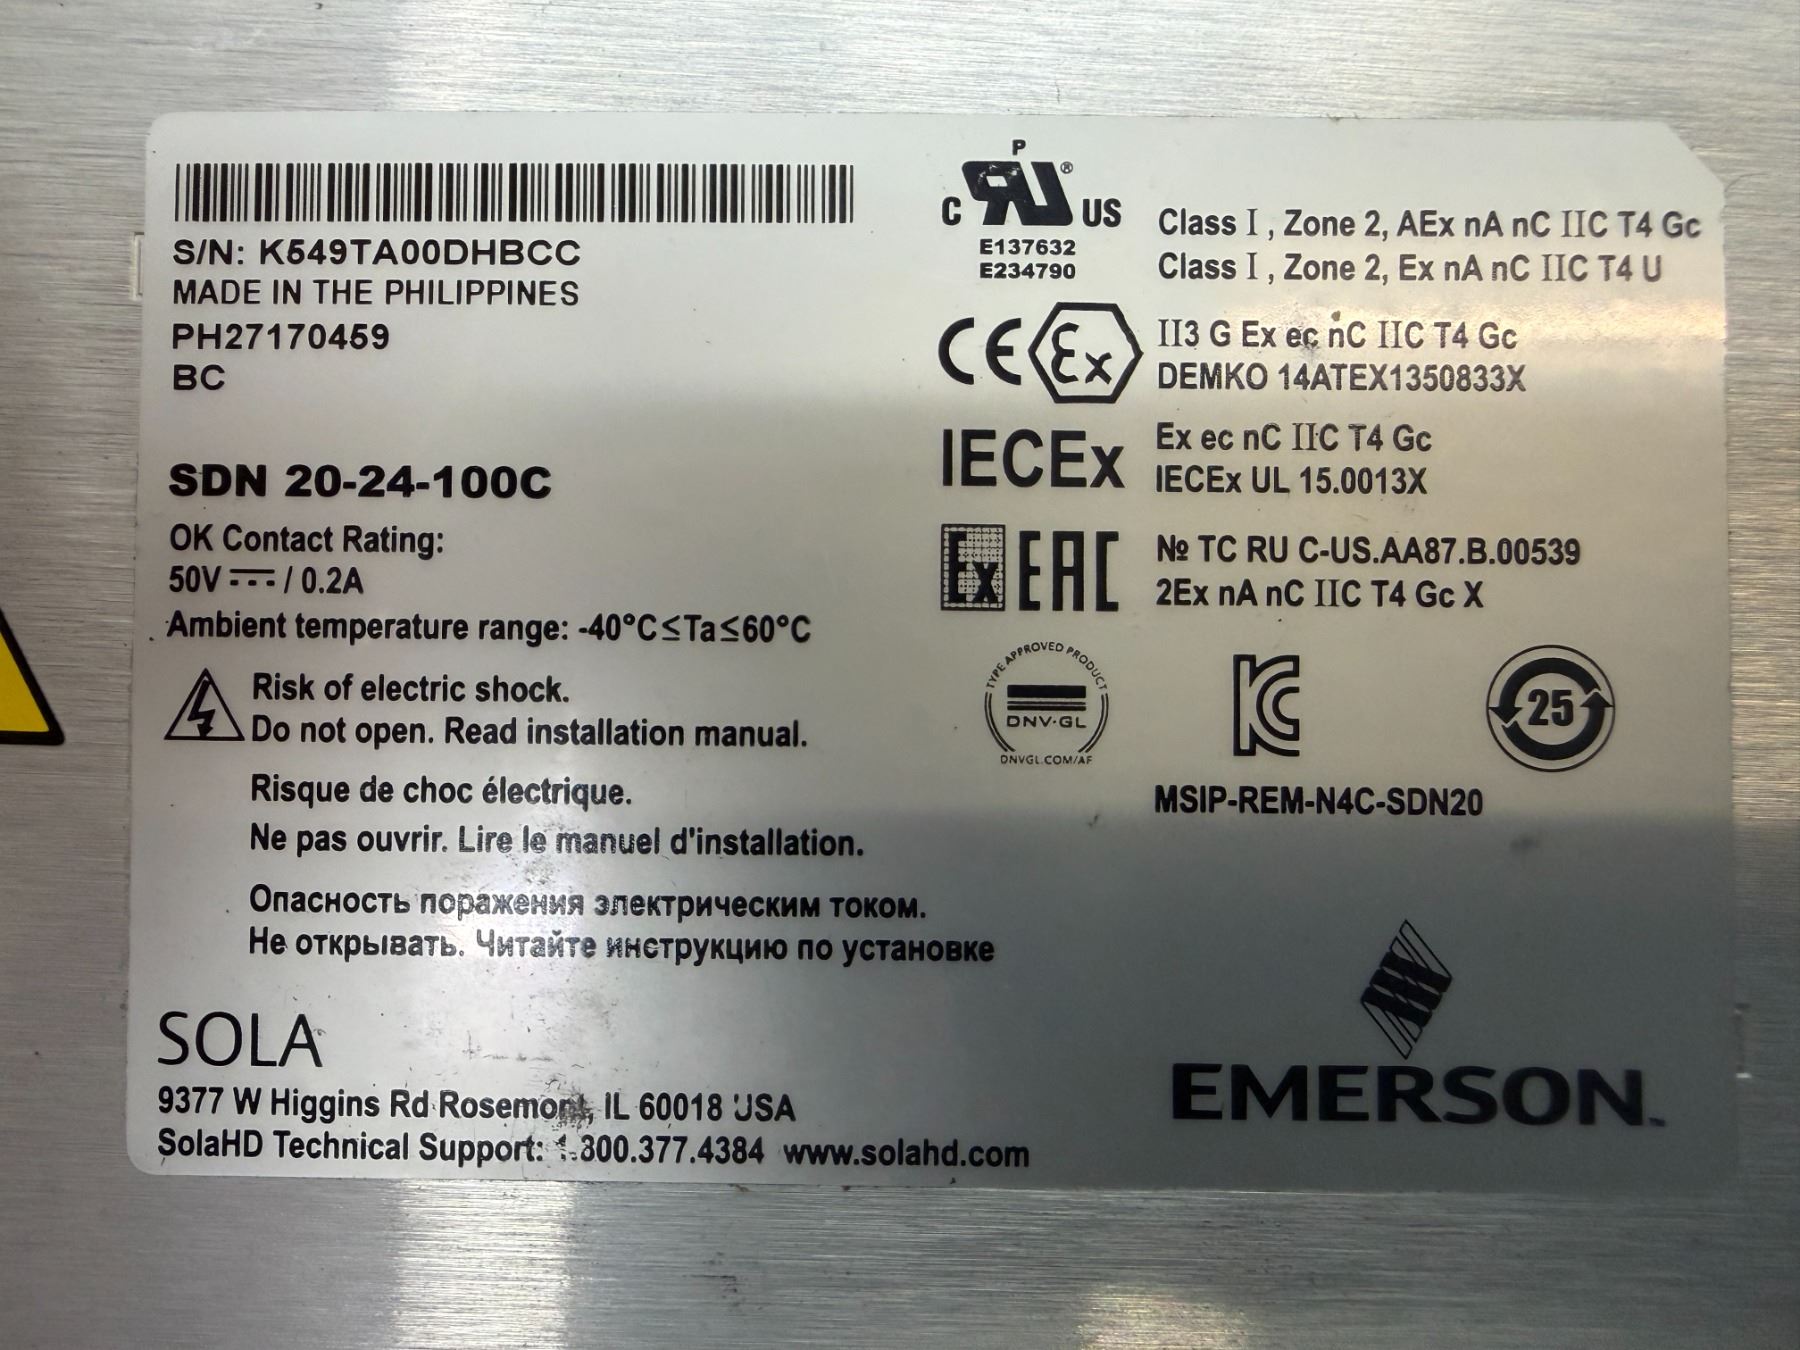 S/N: K549TA00DHBCC
MADE IN THE PHILIPPINES
PH27170459
BC
SDN 20-24-100C
OK Contact Rating:
50V ⎓ / 0.2A
Ambient temperature range: -40°C≤Ta≤60°C
Risk of electric shock.
Do not open. Read installation manual.
Risque de choc électrique.
Ne pas ouvrir. Lire le manuel d'installation.
Опасность поражения электрическим током.
Не открывать. Читайте инструкцию по установке
SOLA
9377 W Higgins Rd Rosemont, IL 60018 USA
SolaHD Technical Support: 1.800.377.4384 www.solahd.com
P
C RU® US
E137632
E234790
Class I , Zone 2, AEx nA nC IIC T4 Gc
Class I , Zone 2, Ex nA nC IIC T4 U
CE Ex
II3 G Ex ec nC IIC T4 Gc
DEMKO 14ATEX1350833X
IECEx
Ex ec nC IIC T4 Gc
IECEx UL 15.0013X
Ex EAC
№ TC RU C-US.AA87.B.00539
2Ex nA nC IIC T4 Gc X
TYPE APPROVED PRODUCT
DNV·GL
DNVGL.COM/AF
KC
25
MSIP-REM-N4C-SDN20
EMERSON™